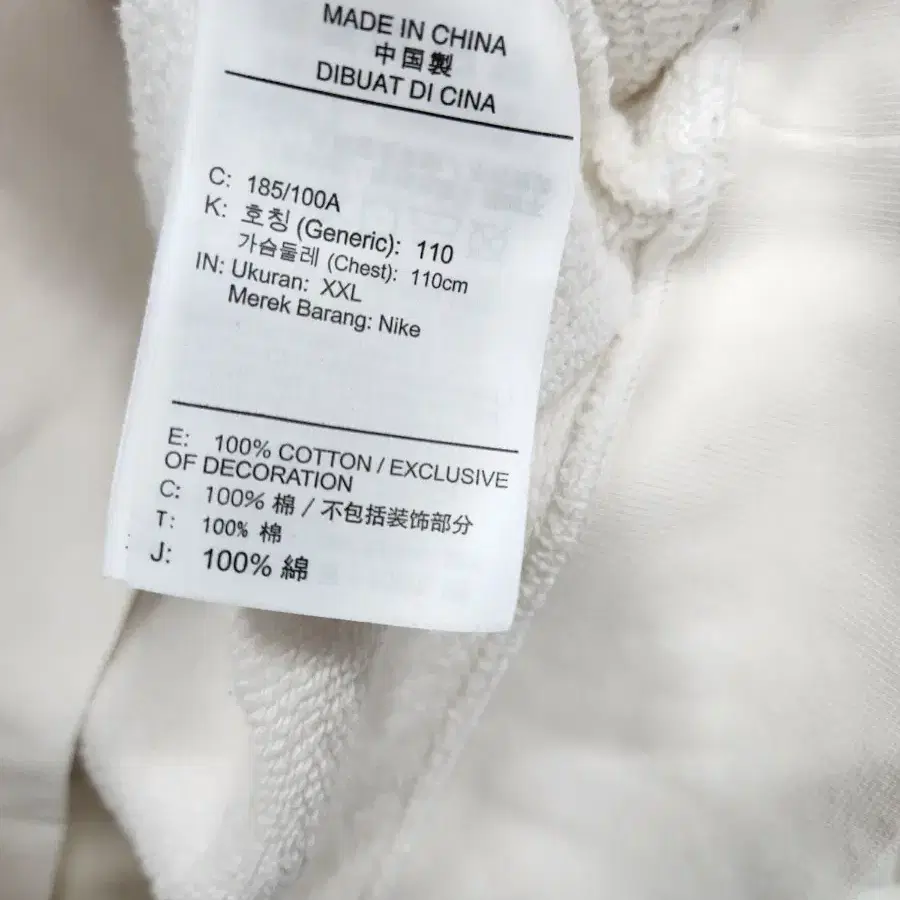 MADE IN CHINA
中国製
DIBUAT DI CINA
C: 185/100A
K: 호칭 (Generic): 110
가슴둘레 (Chest): 110cm
IN: Ukuran: XXL
Merek Barang: Nike
E: 100% COTTON / EXCLUSIVE
OF DECORATION
C: 100% 棉 / 不包括装饰部分
T: 100% 棉
J: 100% 綿